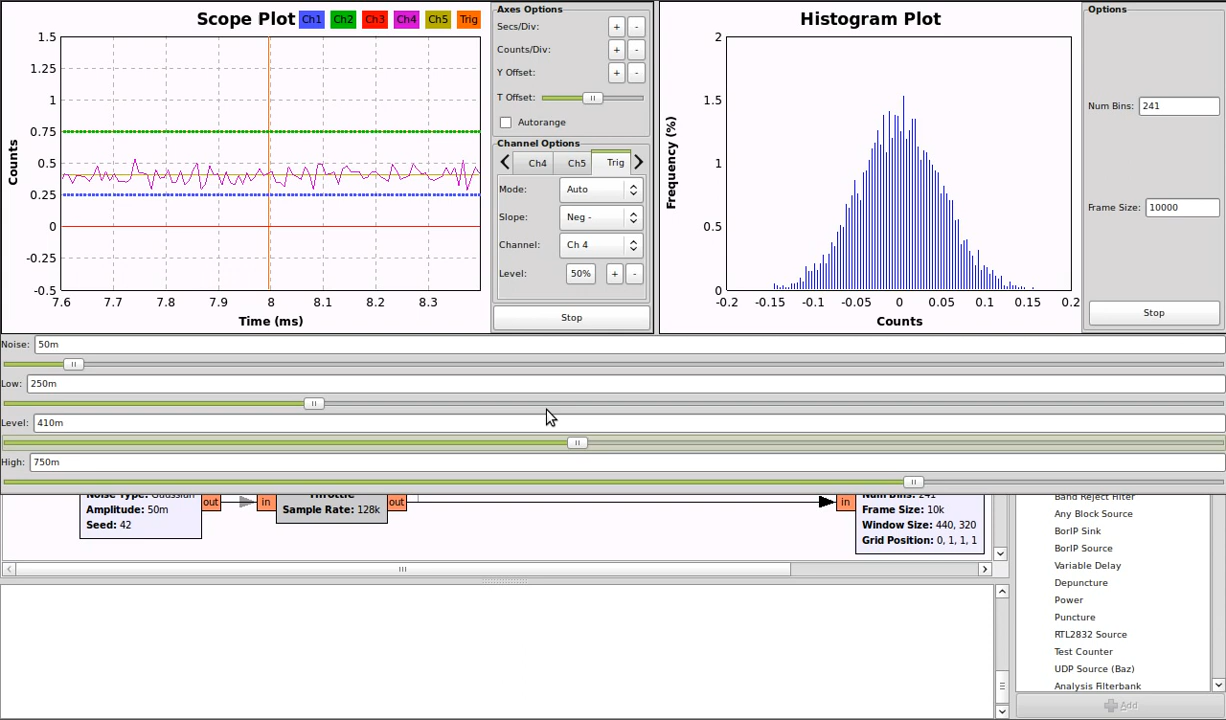 Scope Plot Ch1 Ch2 Ch3 Ch4 Ch5 Trig
1.5
1.25
1
0.75
0.5
0.25
0
-0.25
-0.5
Counts
7.6 7.7 7.8 7.9 8 8.1 8.2 8.3
Time (ms)
Axes Options
Secs/Div: + -
Counts/Div: + -
Y Offset: + -
T Offset:
Autorange
Channel Options
Ch4 Ch5 Trig
Mode: Auto
Slope: Neg -
Channel: Ch 4
Level: 50% + -
Stop
Histogram Plot
2
1.5
1
0.5
0
Frequency (%)
-0.2 -0.15 -0.1 -0.05 0 0.05 0.1 0.15 0.2
Counts
Options
Num Bins: 241
Frame Size: 10000
Stop
Noise: 50m
Low: 250m
Level: 410m
High: 750m
Noise Type: Gaussian
Amplitude: 50m
Seed: 42
out
in
Throttle
Sample Rate: 128k
out
in
Num Bins: 241
Frame Size: 10k
Window Size: 440, 320
Grid Position: 0, 1, 1, 1
Band Reject Filter
Any Block Source
BorIP Sink
BorIP Source
Variable Delay
Depuncture
Power
Puncture
RTL2832 Source
Test Counter
UDP Source (Baz)
Analysis Filterbank
Add